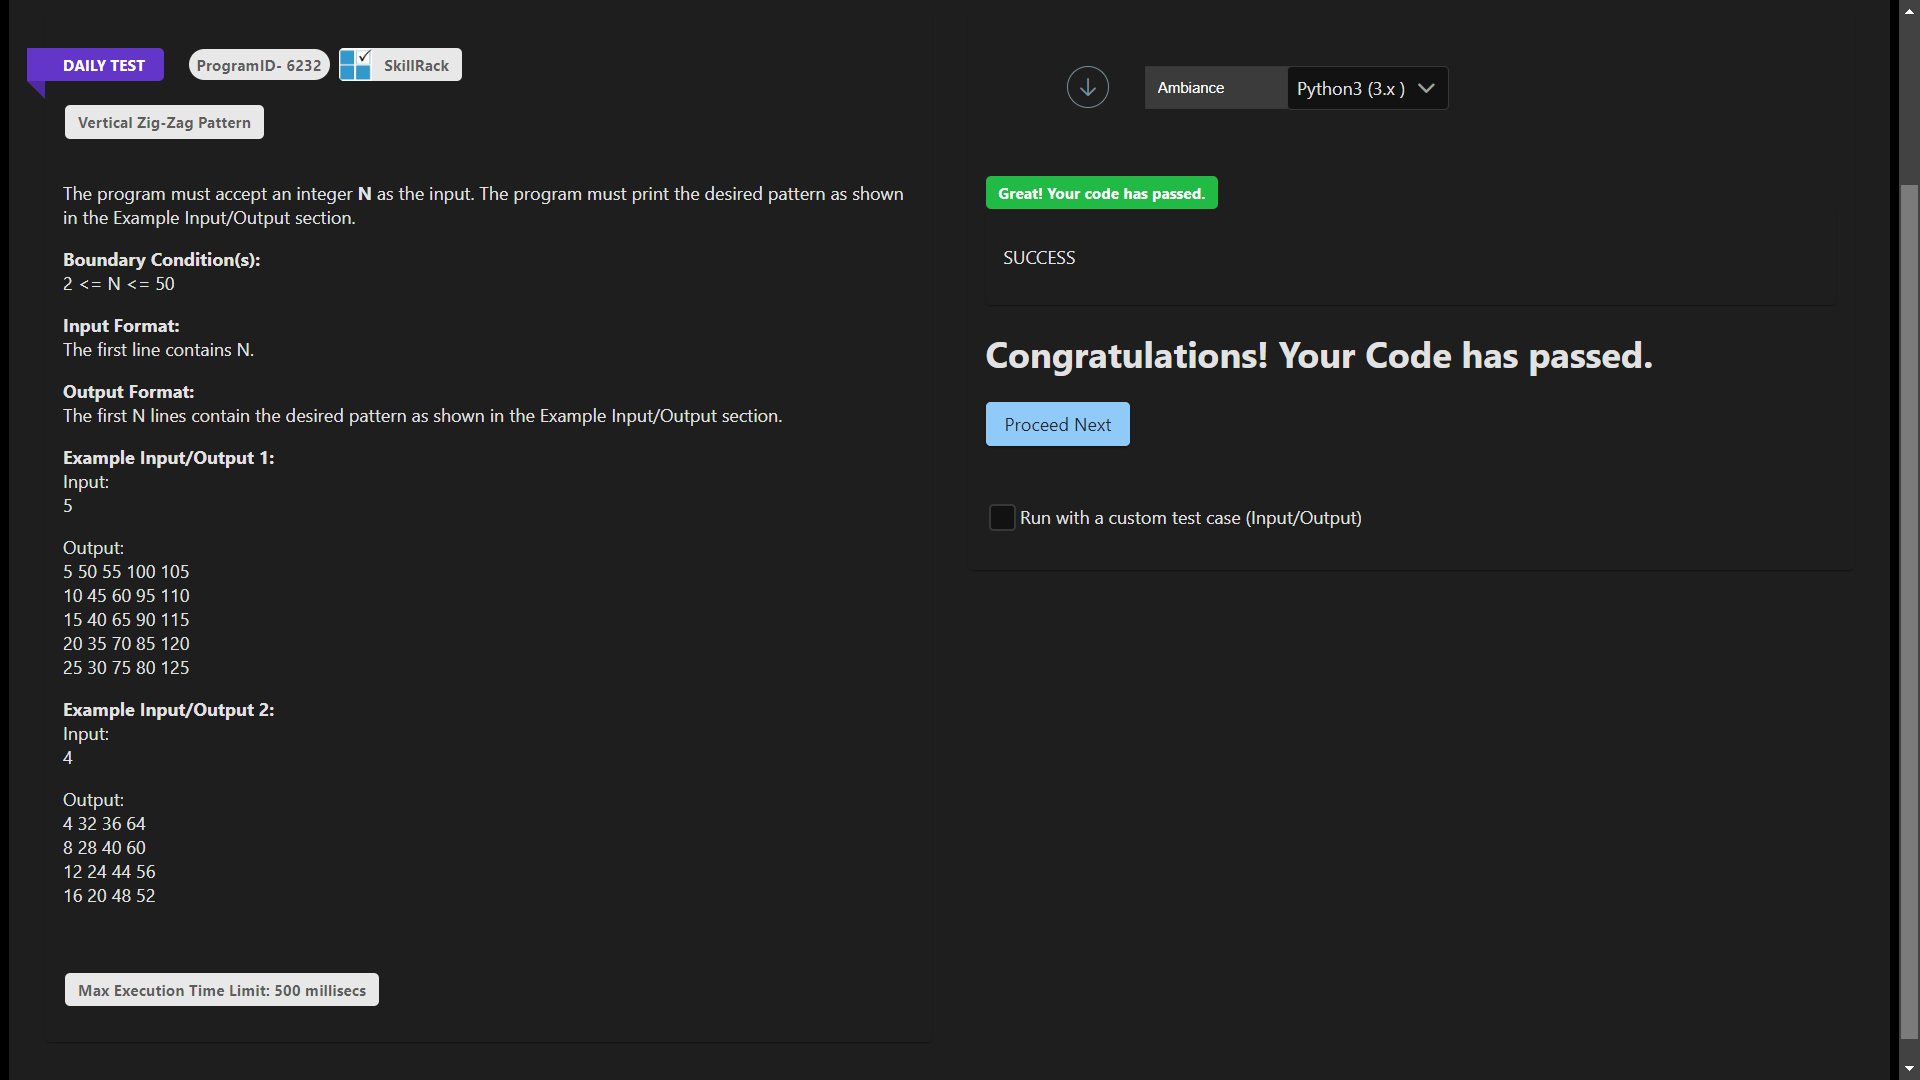 DAILY TEST
ProgramID- 6232
SkillRack
Vertical Zig-Zag Pattern
The program must accept an integer N as the input. The program must print the desired pattern as shown
in the Example Input/Output section.
Boundary Condition(s):
2 <= N <= 50
Input Format:
The first line contains N.
Output Format:
The first N lines contain the desired pattern as shown in the Example Input/Output section.
Example Input/Output 1:
Input:
5
Output:
5 50 55 100 105
10 45 60 95 110
15 40 65 90 115
20 35 70 85 120
25 30 75 80 125
Example Input/Output 2:
Input:
4
Output:
4 32 36 64
8 28 40 60
12 24 44 56
16 20 48 52
Max Execution Time Limit: 500 millisecs
Ambiance
Python3 (3.x )
Great! Your code has passed.
SUCCESS
Congratulations! Your Code has passed.
Proceed Next
Run with a custom test case (Input/Output)